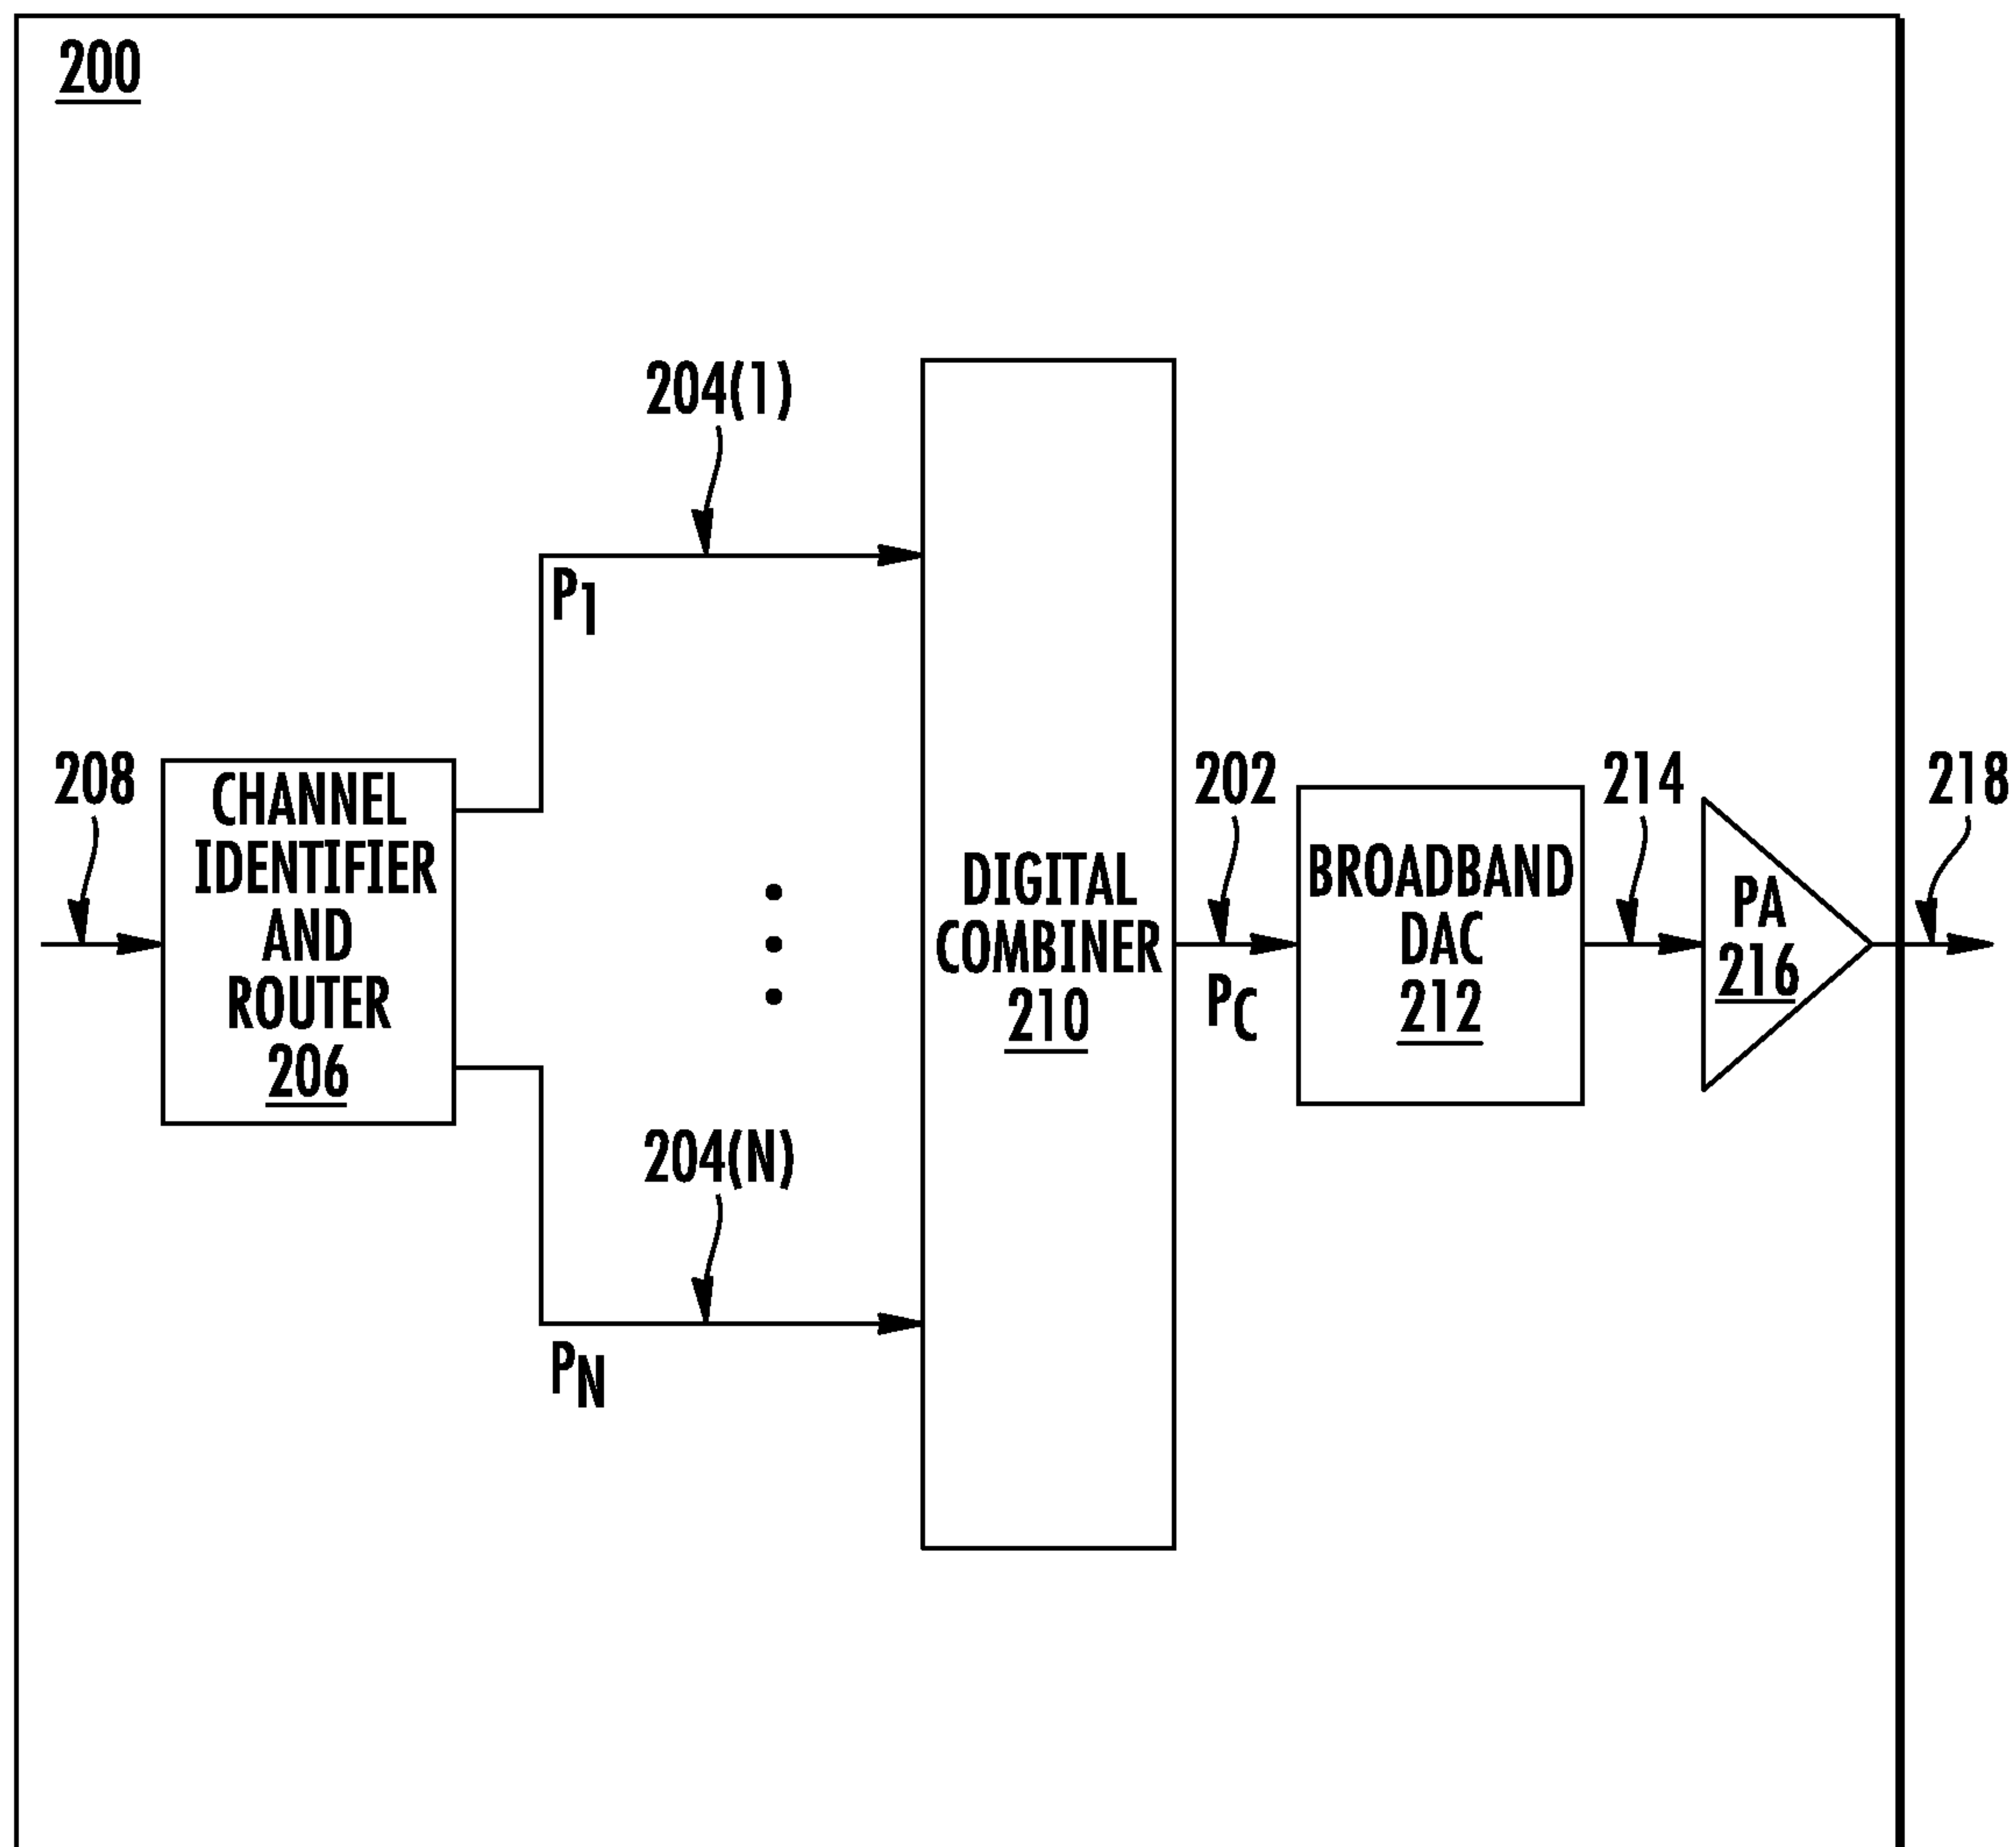 200
204(1)
P1
208
CHANNEL
IDENTIFIER
AND
ROUTER
206
DIGITAL
COMBINER
210
202
PC
BROADBAND
DAC
212
214
PA
216
218
204(N)
PN